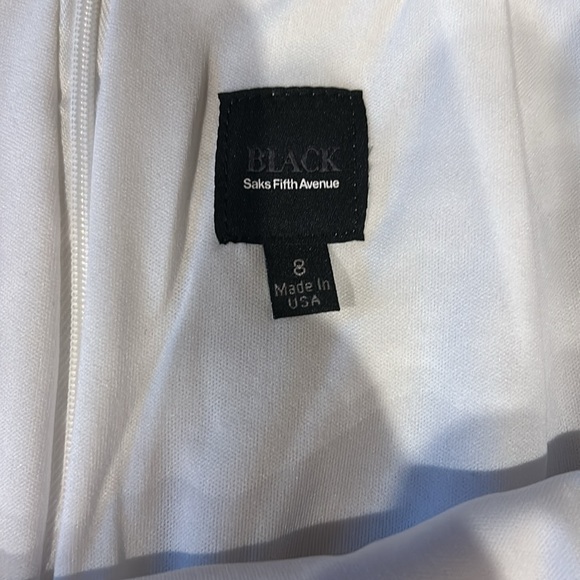 BLACK
Saks Fifth Avenue
8
Made In
USA